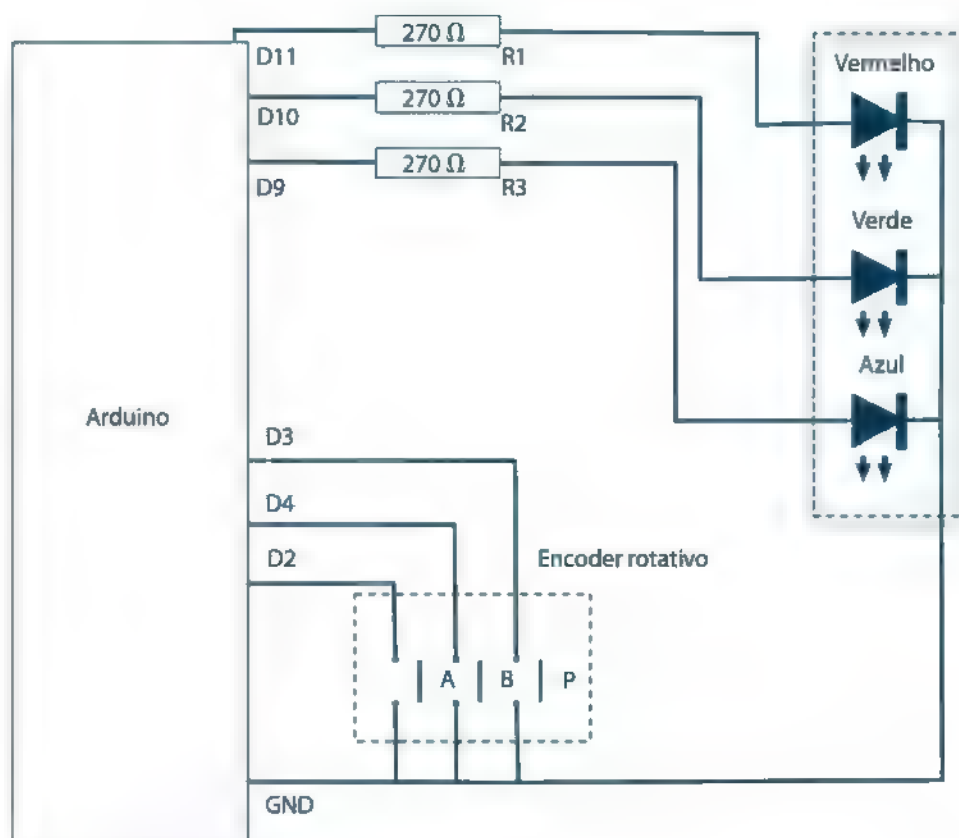 270 Ω
D11
R1
Vermelho
270 Ω
D10
R2
270 Ω
D9
R3
Verde
Azul
Arduino
D3
D4
D2
Encoder rotativo
A
B
P
GND